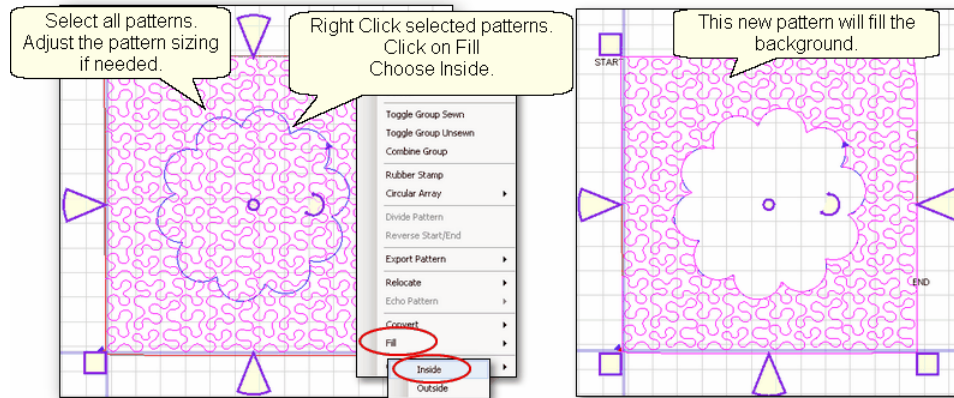 Select all patterns.
Adjust the pattern sizing
if needed.
Right Click selected patterns.
Click on Fill
Choose Inside.
Toggle Group Sewn
Toggle Group Unsewn
Combine Group
Rubber Stamp
Circular Array
Divide Pattern
Reverse Start/End
Export Pattern
Relocate
Echo Pattern
Convert
Fill
Inside
Outside
This new pattern will fill the
background.
START
END